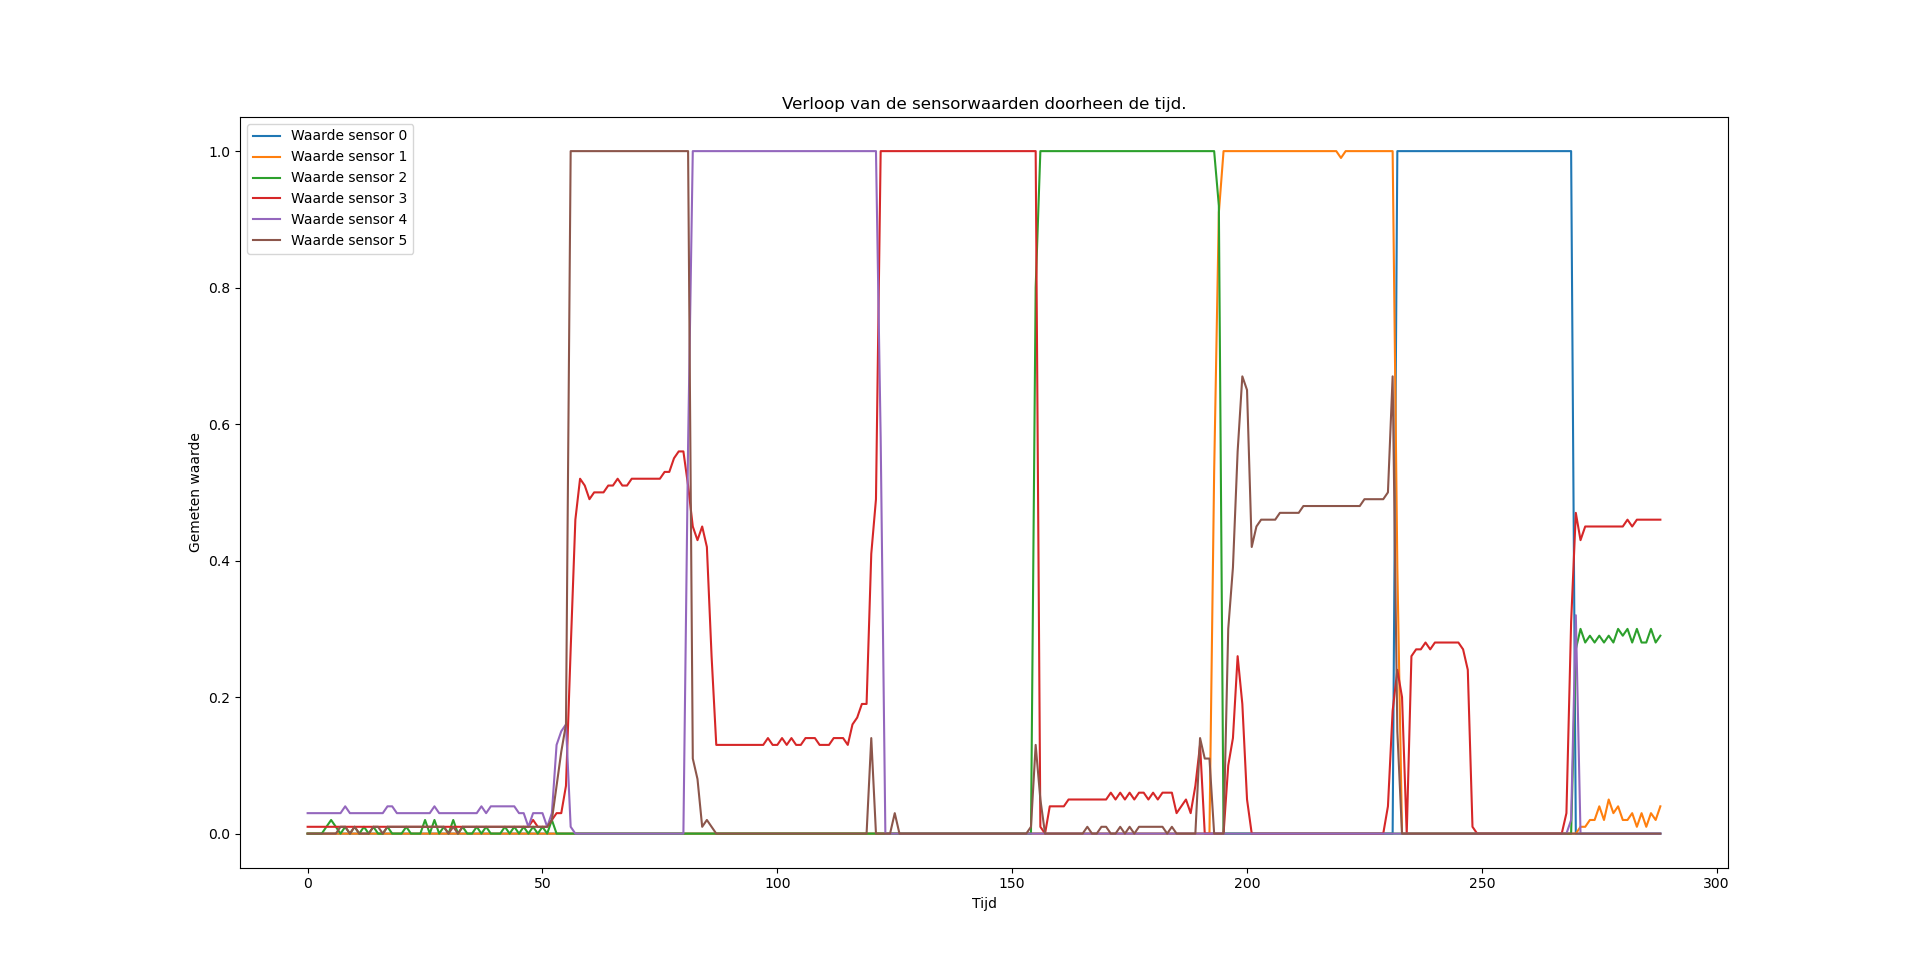 Verloop van de sensorwaarden doorheen de tijd.
Waarde sensor 0
Waarde sensor 1
Waarde sensor 2
Waarde sensor 3
Waarde sensor 4
Waarde sensor 5
1.0
0.8
0.6
0.4
0.2
0.0
Gemeten waarde
0 50 100 150 200 250 300
Tijd